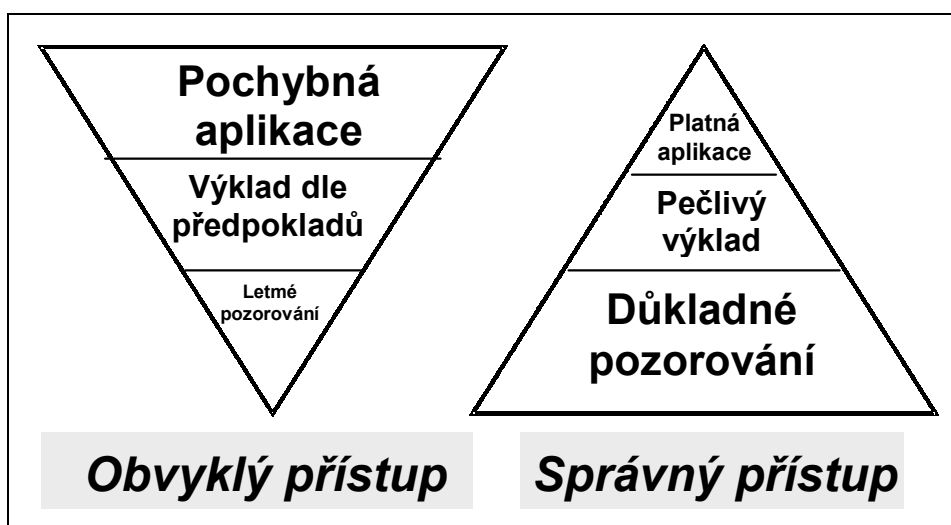 Pochybná
aplikace
Výklad dle
předpokladů
Letmé
pozorování
Obvyklý přístup
Platná
aplikace
Pečlivý
výklad
Důkladné
pozorování
Správný přístup